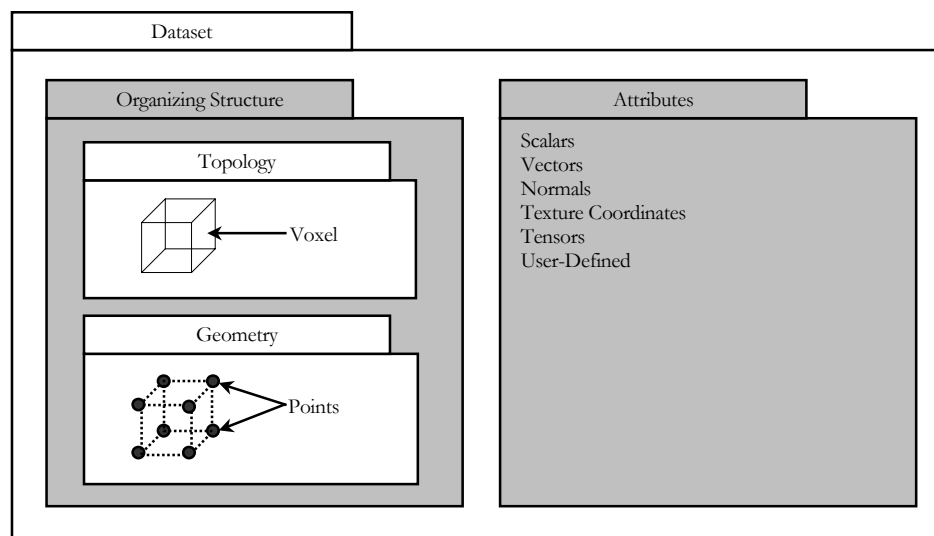 Dataset
Organizing Structure
Topology
Voxel
Geometry
Points
Attributes
Scalars
Vectors
Normals
Texture Coordinates
Tensors
User-Defined